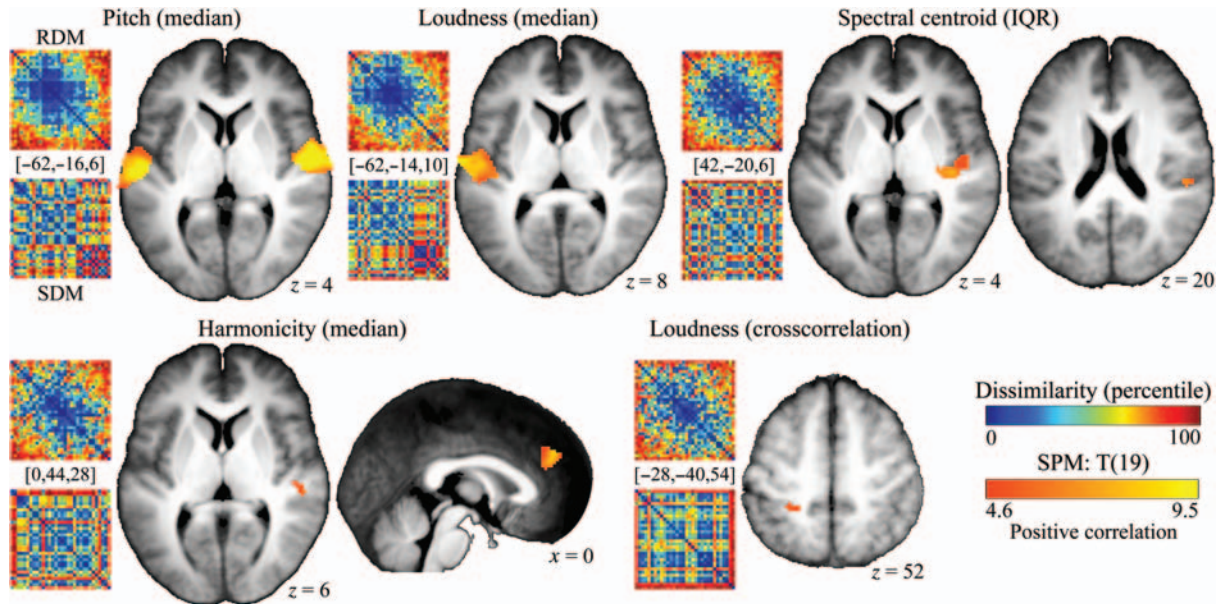 Pitch (median)
RDM
[−62,−16,6]
SDM
z = 4
Loudness (median)
[−62,−14,10]
z = 8
Spectral centroid (IQR)
[42,−20,6]
z = 4
z = 20
Harmonicity (median)
[0,44,28]
z = 6
x = 0
Loudness (crosscorrelation)
[−28,−40,54]
z = 52
Dissimilarity (percentile)
0 100
SPM: T(19)
4.6 9.5
Positive correlation